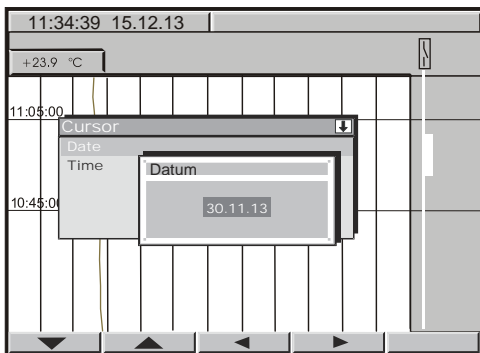 11:34:39 15.12.13
+23.9 °C
11:05:00
Cursor
Date
Time
Datum
30.11.13
10:45:00